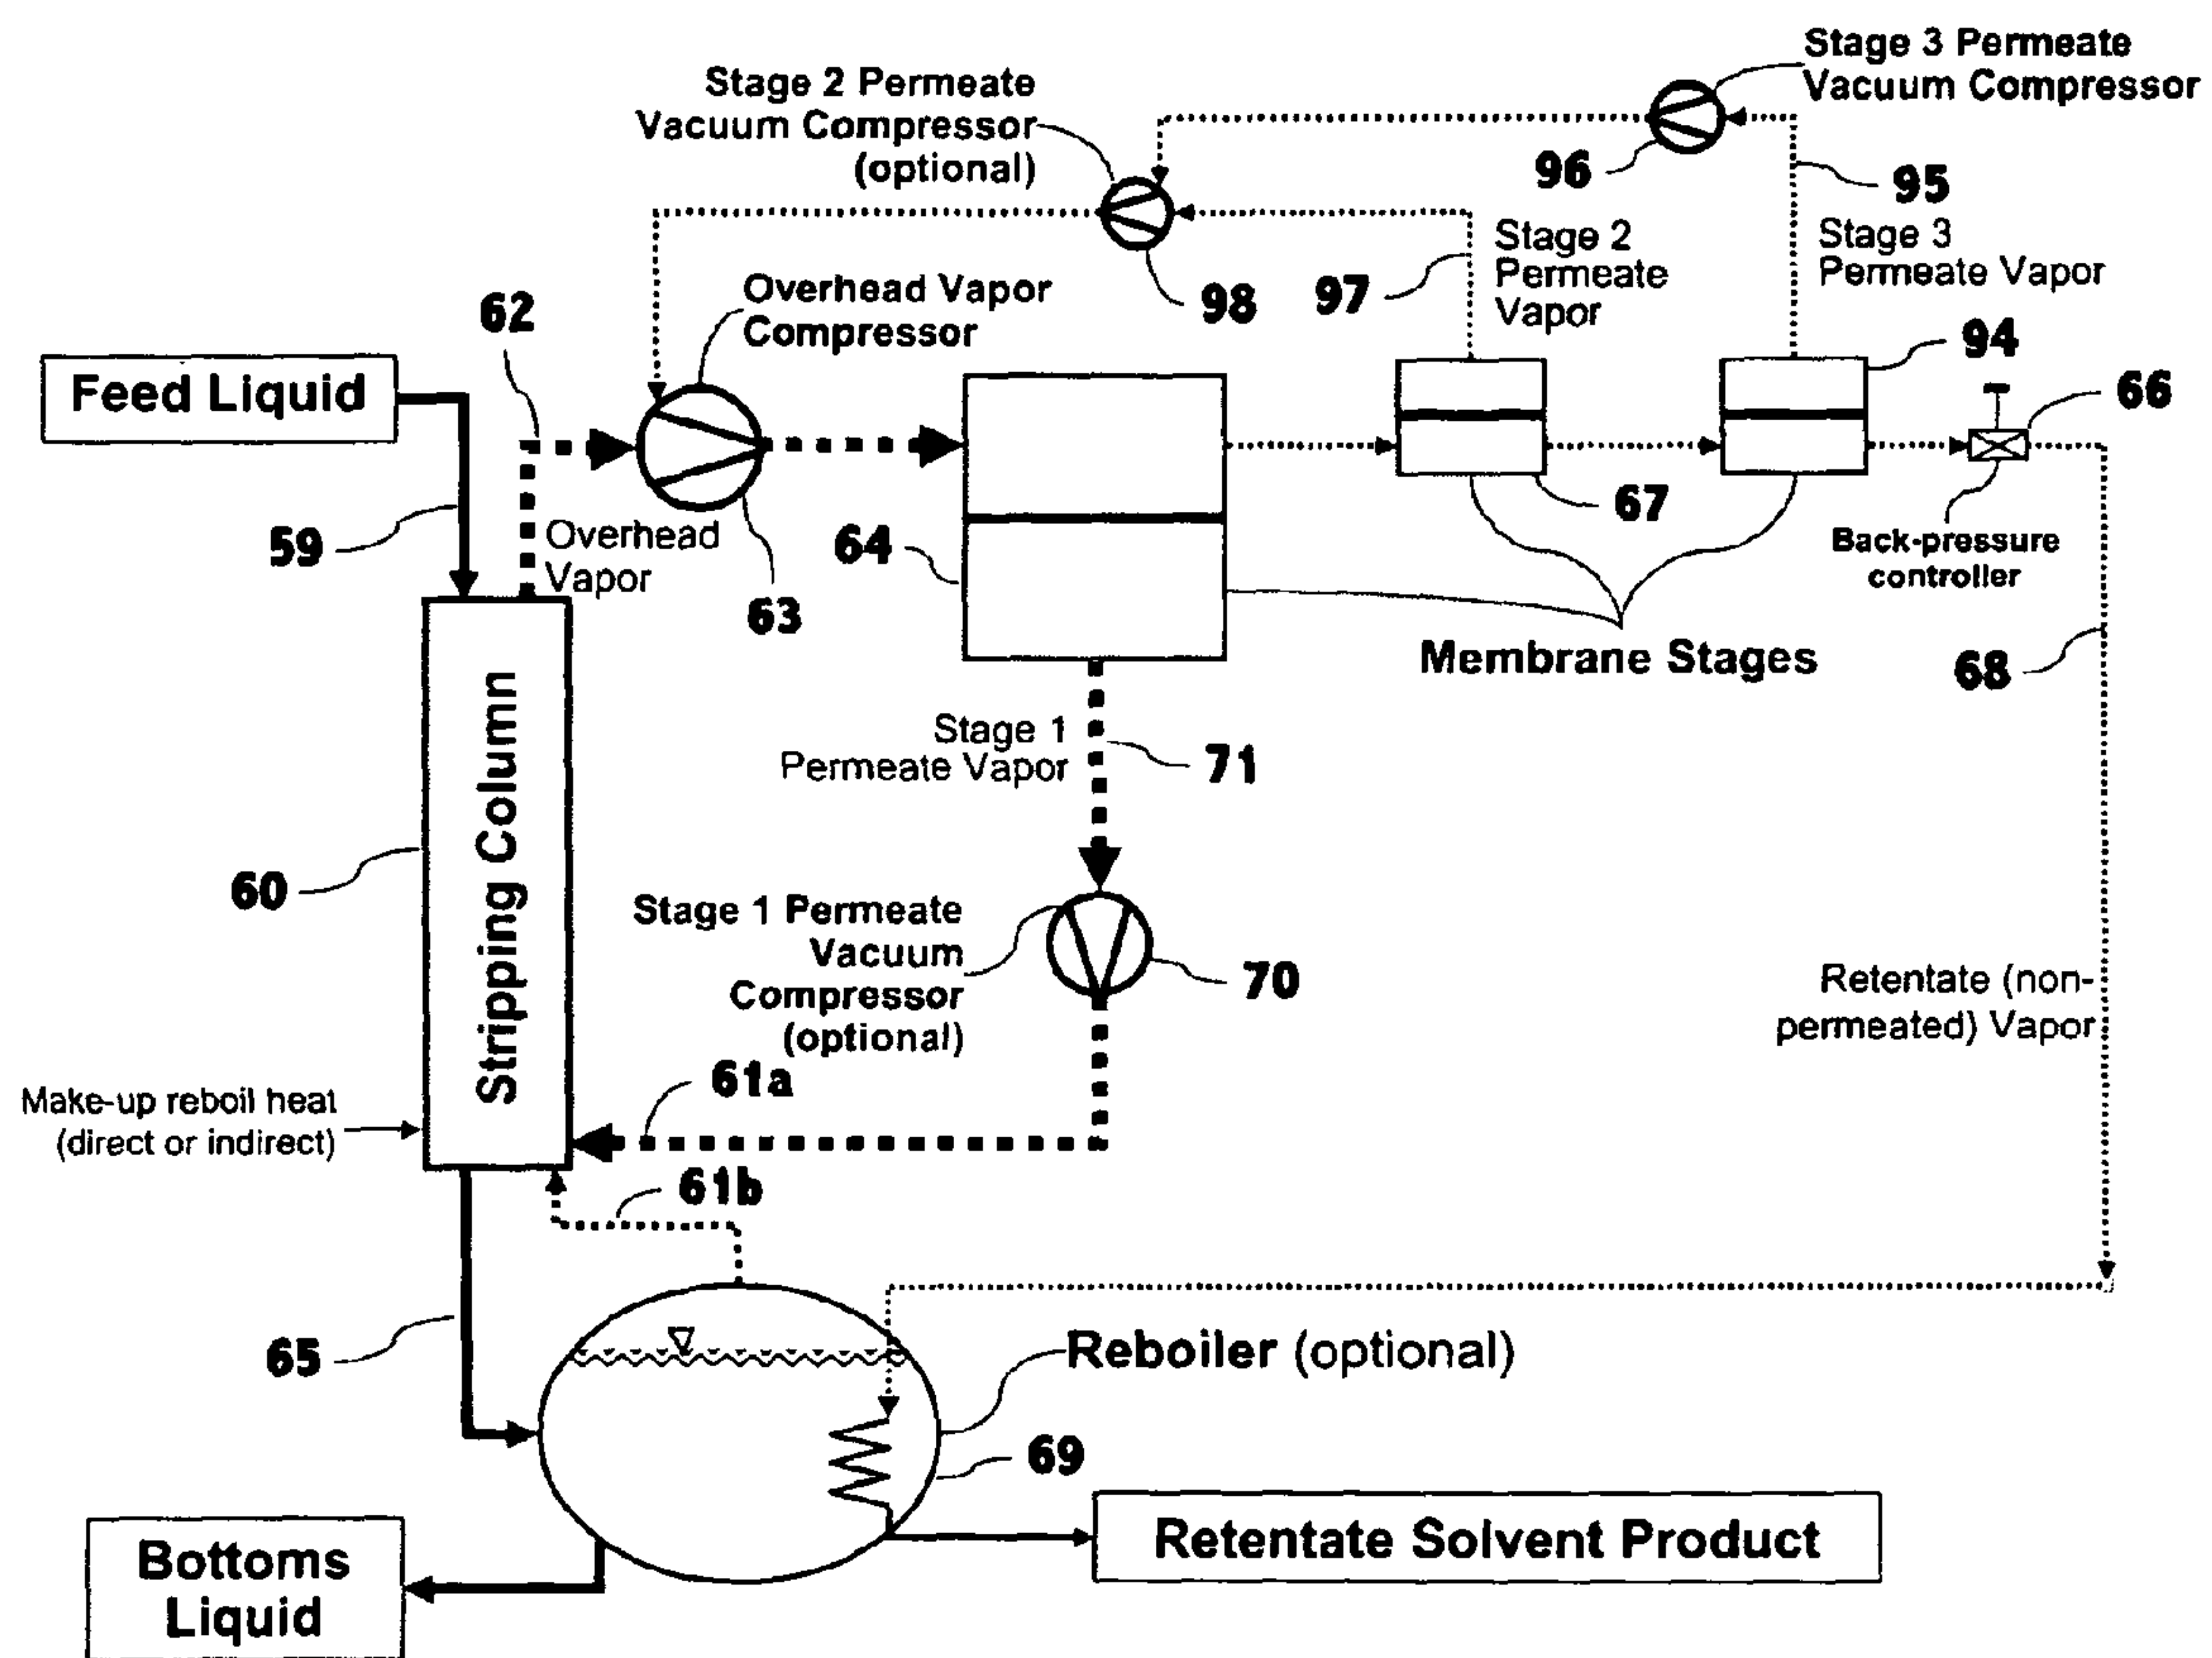 Stage 3 Permeate
Vacuum Compressor
Stage 2 Permeate
Vacuum Compressor
(optional)
96
95
Stage 3
Permeate Vapor
Stage 2
Permeate
Vapor
97
98
Overhead Vapor
Compressor
62
94
66
Feed Liquid
67
59
Overhead
Vapor
63
64
Back-pressure
controller
Membrane Stages
68
Stage 1
Permeate Vapor
71
Stripping Column
60
Stage 1 Permeate
Vacuum
Compressor
(optional)
70
Retentate (non-
permeated) Vapor
61a
Make-up reboil heat
(direct or indirect)
61b
65
Reboiler (optional)
69
Retentate Solvent Product
Bottoms
Liquid